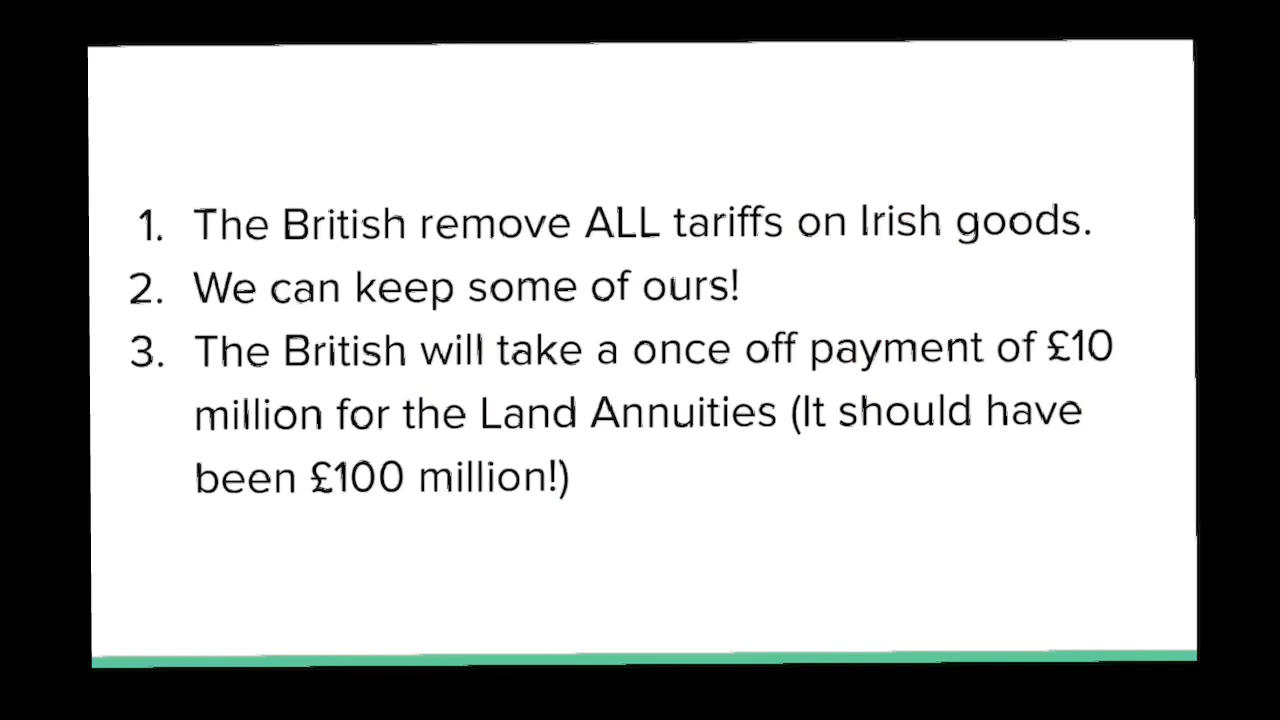 1. The British remove ALL tariffs on Irish goods.
2. We can keep some of ours!
3. The British will take a once off payment of £10
million for the Land Annuities (It should have
been £100 million!)